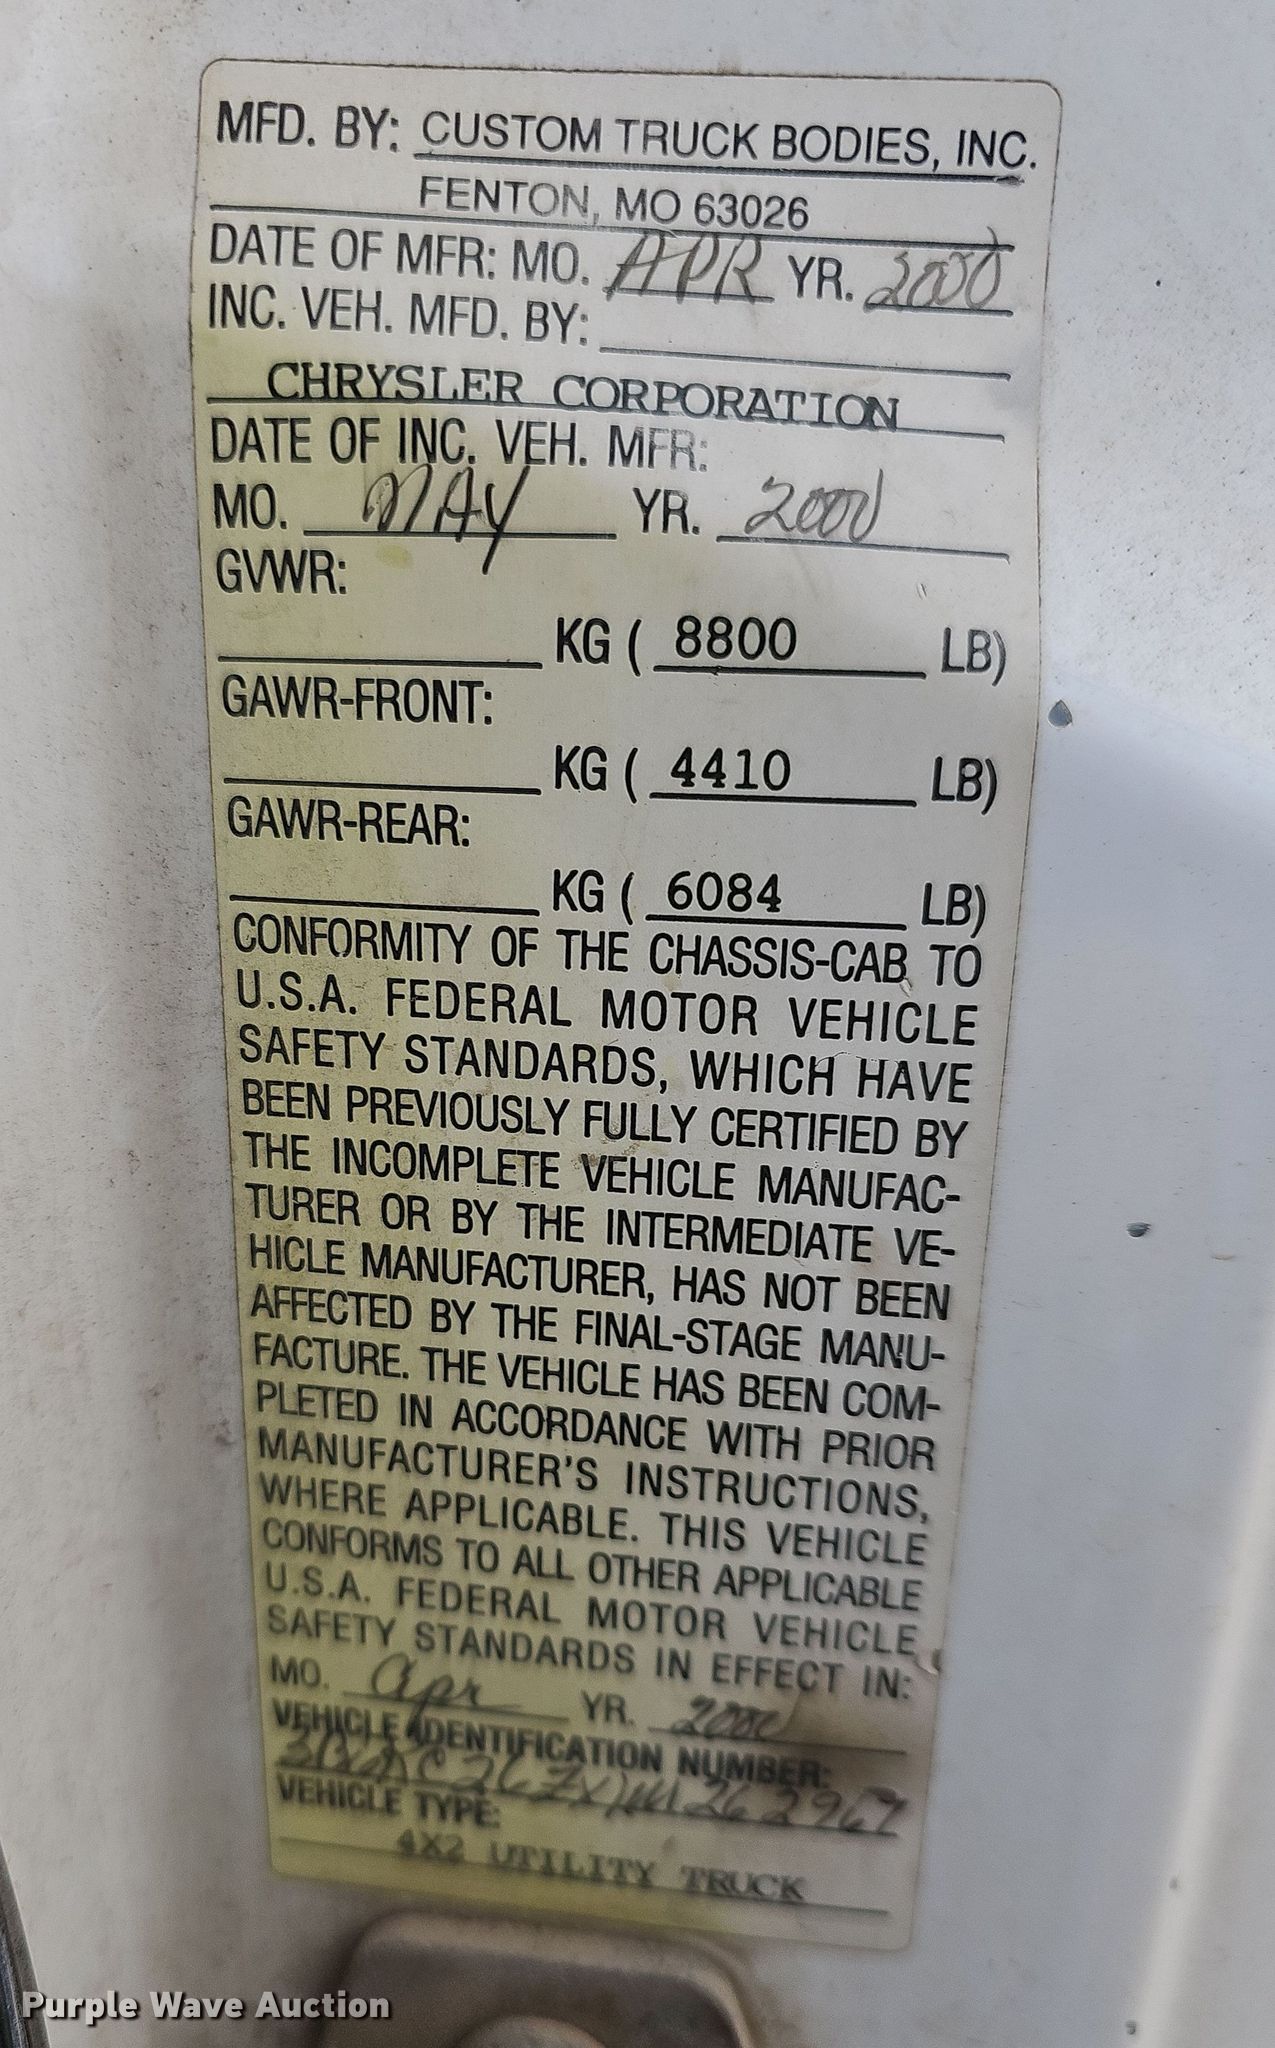 MFD. BY: CUSTOM TRUCK BODIES, INC.
FENTON, MO 63026
DATE OF MFR: MO. APR YR. 2000
INC. VEH. MFD. BY:
CHRYSLER CORPORATION
DATE OF INC. VEH. MFR:
MO. MAY YR. 2000
GVWR:
KG ( 8800 LB)
GAWR-FRONT:
KG ( 4410 LB)
GAWR-REAR:
KG ( 6084 LB)
CONFORMITY OF THE CHASSIS-CAB TO
U.S.A. FEDERAL MOTOR VEHICLE
SAFETY STANDARDS, WHICH HAVE
BEEN PREVIOUSLY FULLY CERTIFIED BY
THE INCOMPLETE VEHICLE MANUFAC-
TURER OR BY THE INTERMEDIATE VE-
HICLE MANUFACTURER, HAS NOT BEEN
AFFECTED BY THE FINAL-STAGE MANU-
FACTURE. THE VEHICLE HAS BEEN COM-
PLETED IN ACCORDANCE WITH PRIOR
MANUFACTURER'S INSTRUCTIONS,
WHERE APPLICABLE. THIS VEHICLE
CONFORMS TO ALL OTHER APPLICABLE
U.S.A. FEDERAL MOTOR VEHICLE
SAFETY STANDARDS IN EFFECT IN:
MO. Apr YR. 2000
VEHICLE IDENTIFICATION NUMBER:
VEHICLE TYPE:
4X2 UTILITY TRUCK
Purple Wave Auction